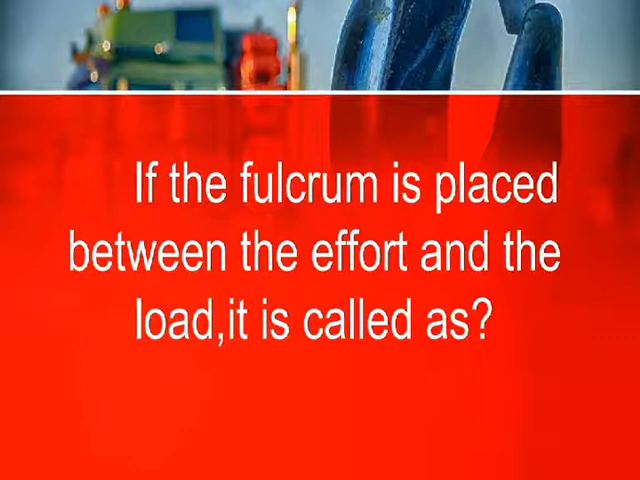 If the fulcrum is placed
between the effort and the
load,it is called as?